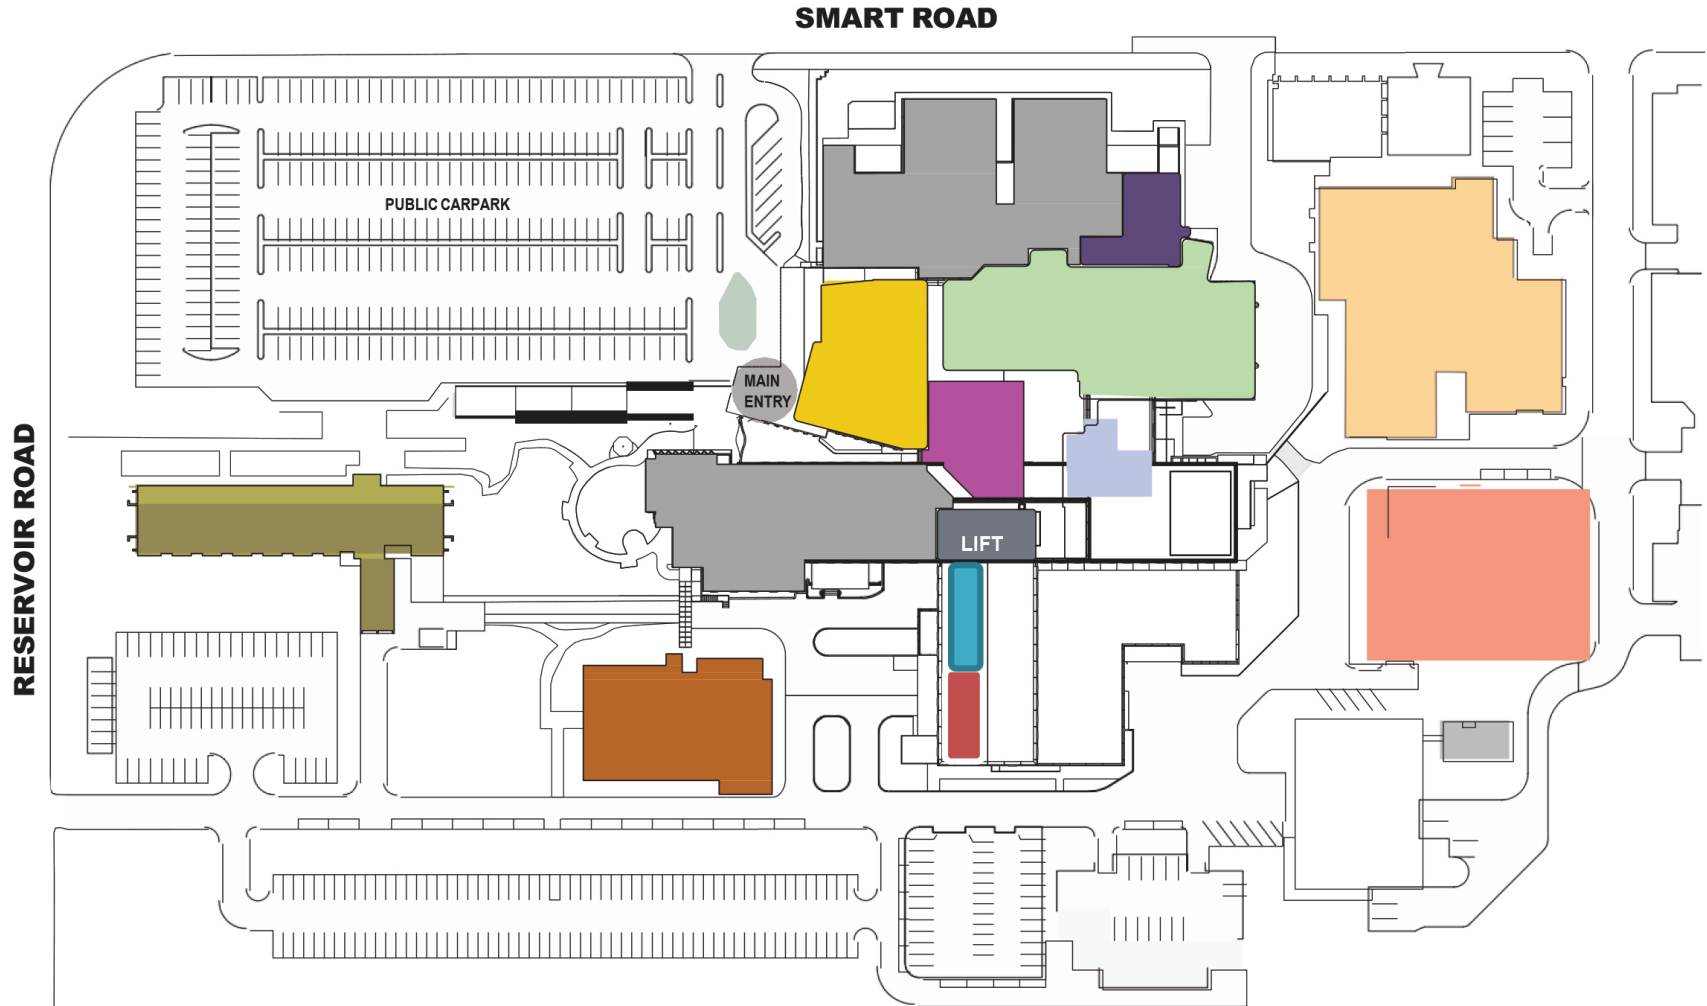 SMART ROAD
PUBLIC CARPARK
MAIN
ENTRY
RESERVOIR ROAD
LIFT